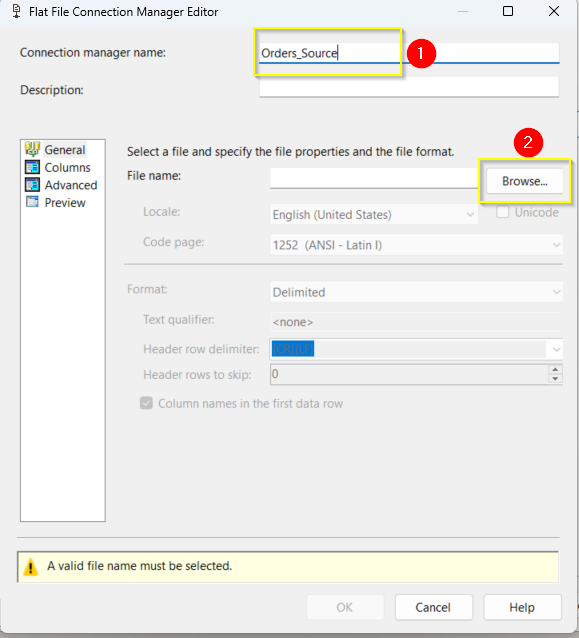 Flat File Connection Manager Editor
Connection manager name: Orders_Source 1
Description:
2
General
Columns
Advanced
Preview
Select a file and specify the file properties and the file format.
File name: Browse...
Locale: English (United States) Unicode
Code page: 1252 (ANSI - Latin I)
Format: Delimited
Text qualifier: <none>
Header row delimiter: {CR}{LF}
Header rows to skip: 0
Column names in the first data row
A valid file name must be selected.
OK Cancel Help